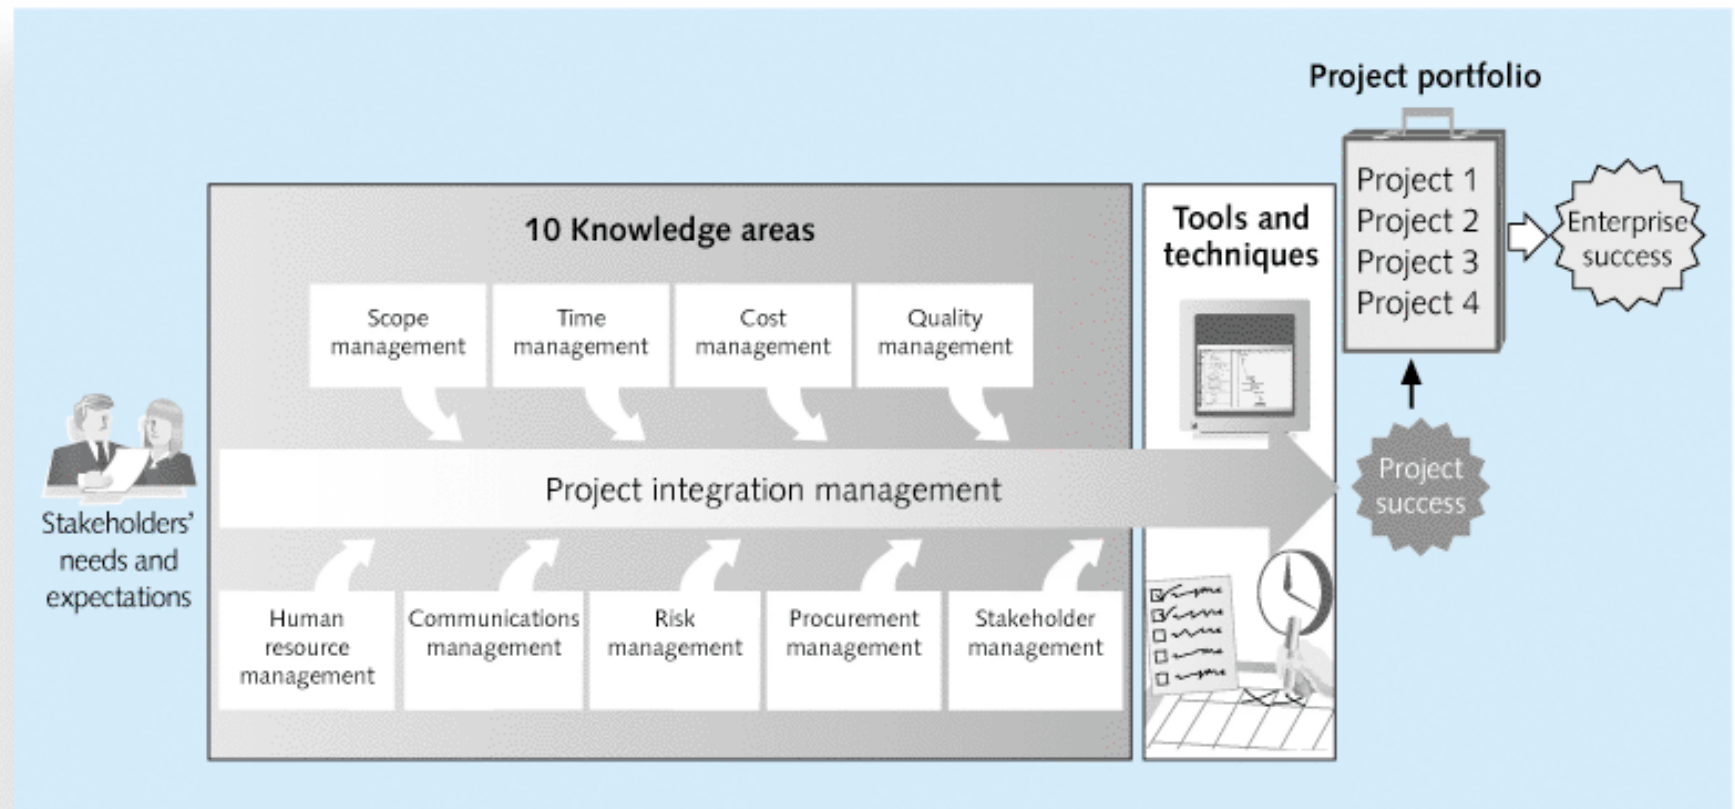 Project portfolio
Project 1
Project 2
Project 3
Project 4
Enterprise
success
10 Knowledge areas
Tools and
techniques
Scope
management
Time
management
Cost
management
Quality
management
Project integration management
Project
success
Stakeholders’
needs and
expectations
Human
resource
management
Communications
management
Risk
management
Procurement
management
Stakeholder
management